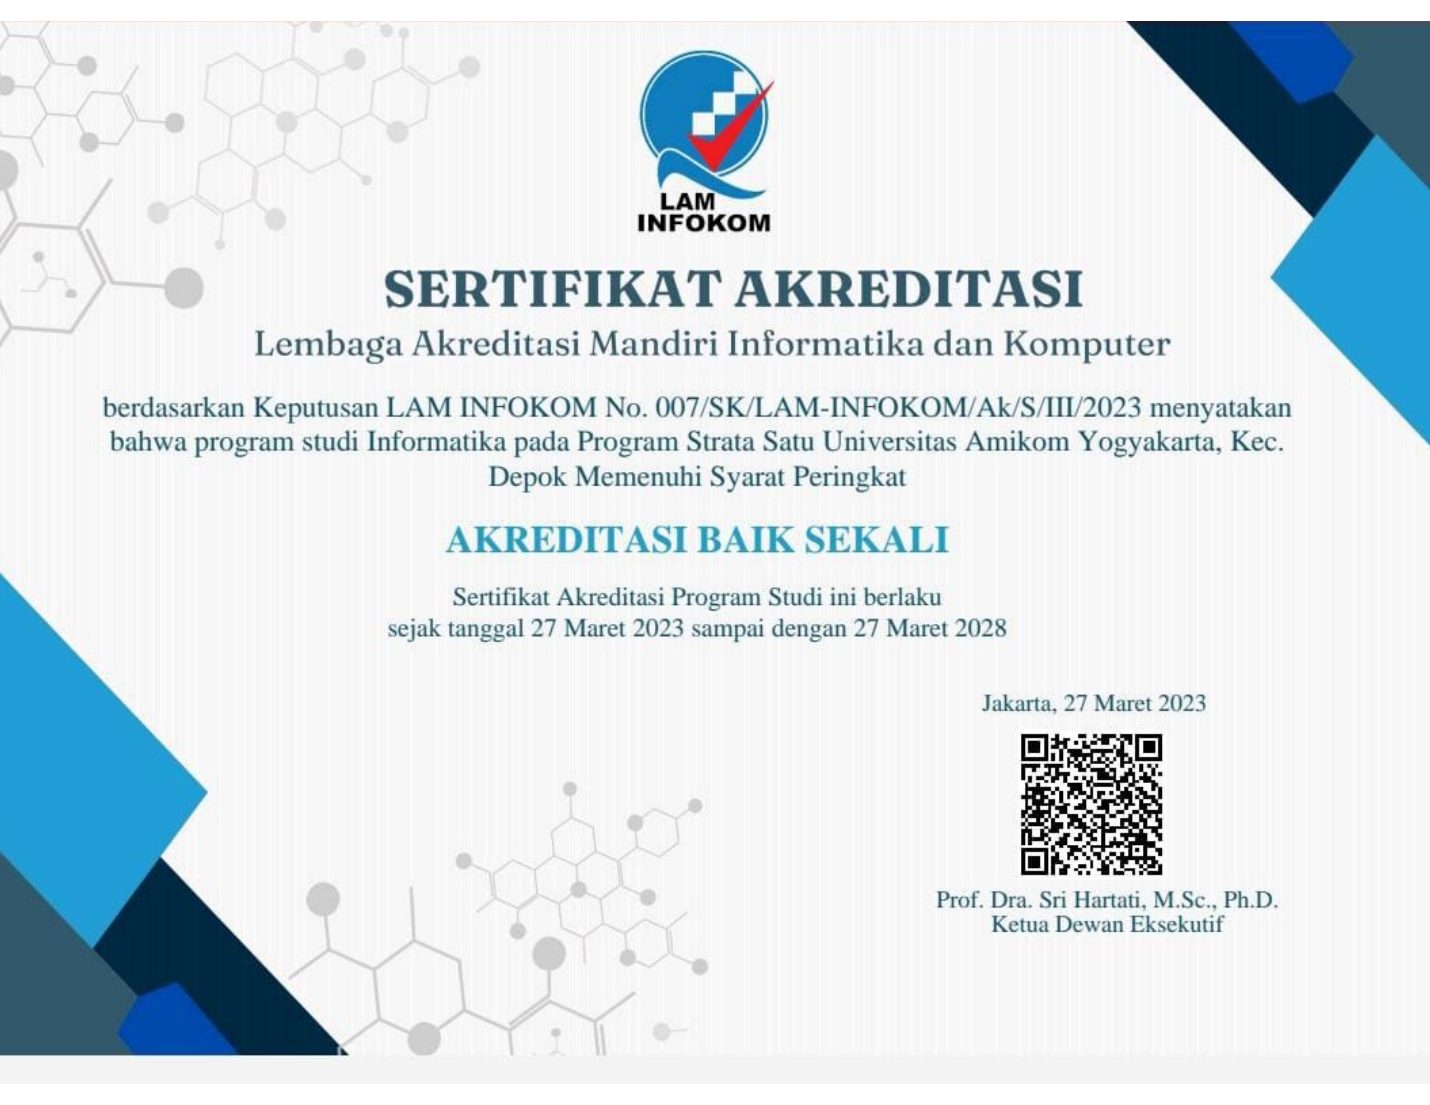 LAM
INFOKOM
SERTIFIKAT AKREDITASI
Lembaga Akreditasi Mandiri Informatika dan Komputer
berdasarkan Keputusan LAM INFOKOM No. 007/SK/LAM-INFOKOM/Ak/S/III/2023 menyatakan
bahwa program studi Informatika pada Program Strata Satu Universitas Amikom Yogyakarta, Kec.
Depok Memenuhi Syarat Peringkat
AKREDITASI BAIK SEKALI
Sertifikat Akreditasi Program Studi ini berlaku
sejak tanggal 27 Maret 2023 sampai dengan 27 Maret 2028
Jakarta, 27 Maret 2023
Prof. Dra. Sri Hartati, M.Sc., Ph.D.
Ketua Dewan Eksekutif